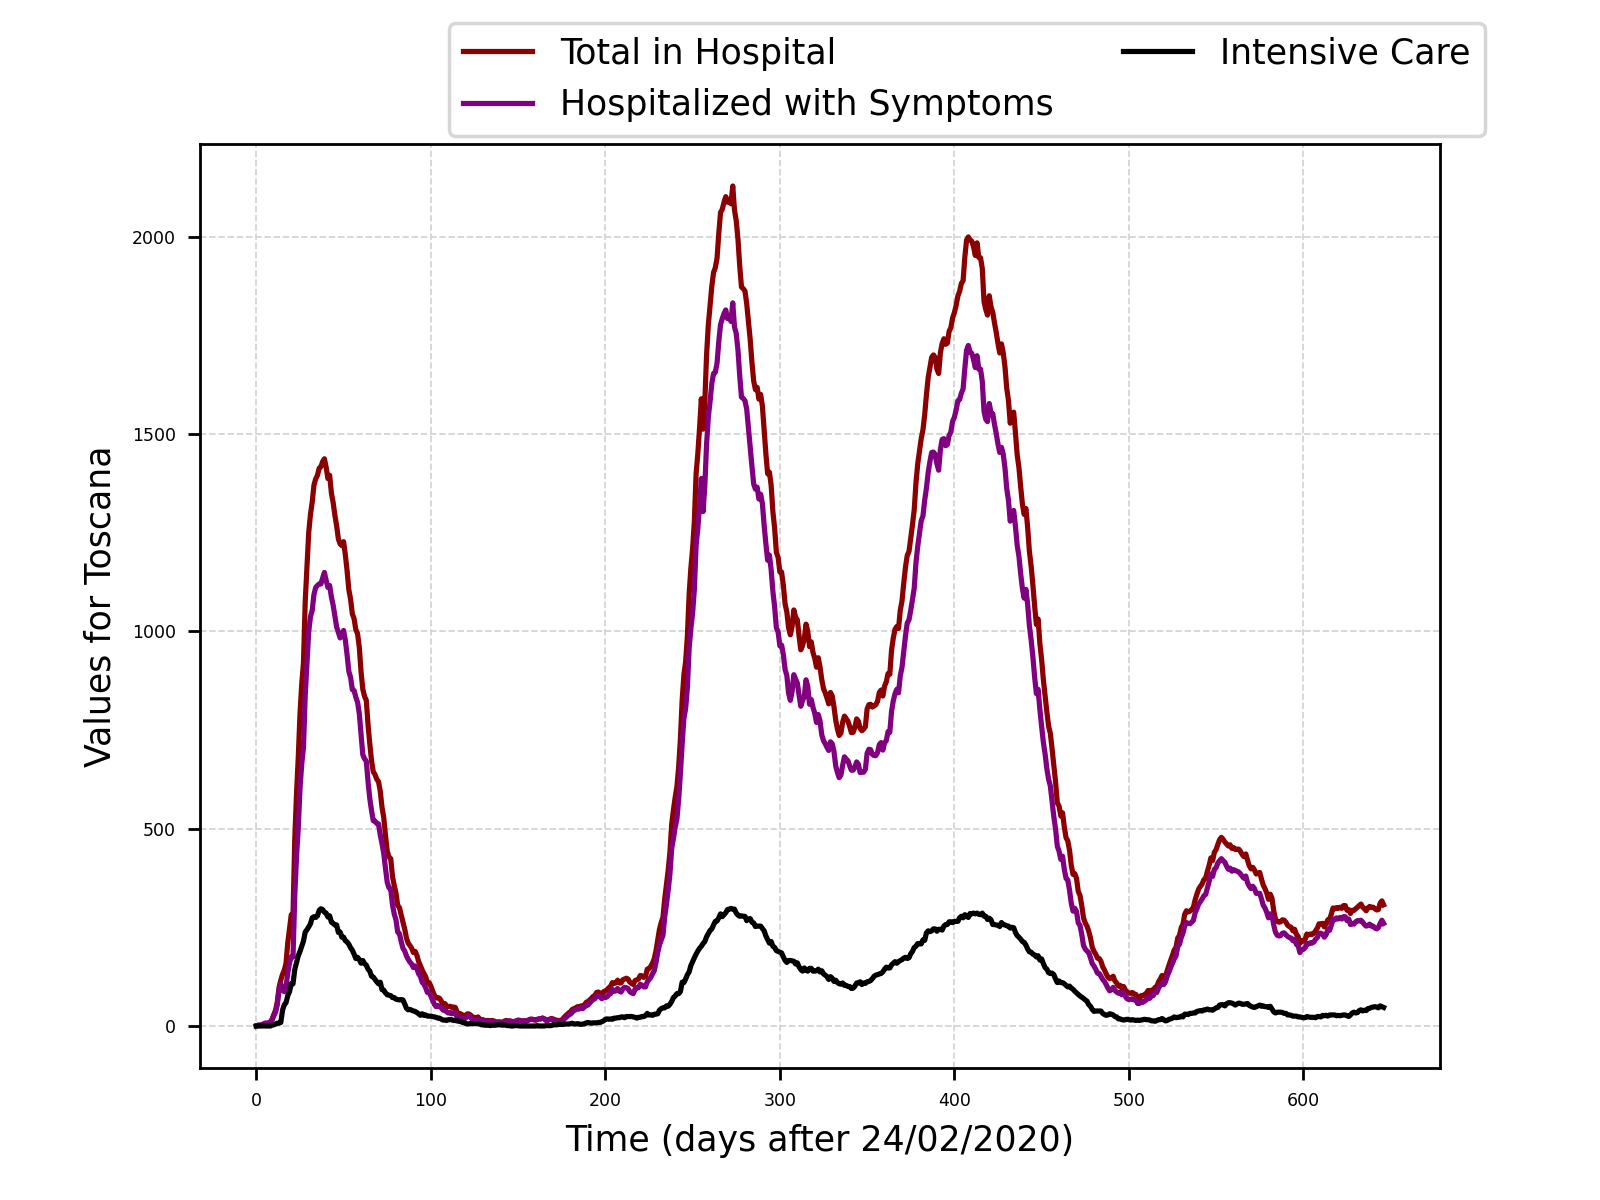 Total in Hospital
Hospitalized with Symptoms
Intensive Care
Values for Toscana
2000
1500
1000
500
0
0 100 200 300 400 500 600
Time (days after 24/02/2020)